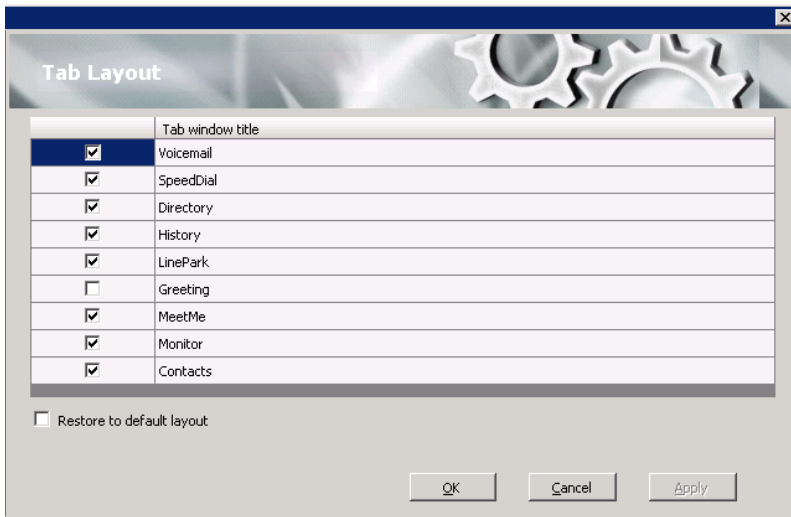 Tab Layout
Tab window title
Voicemail
SpeedDial
Directory
History
LinePark
Greeting
MeetMe
Monitor
Contacts
Restore to default layout
OK Cancel Apply